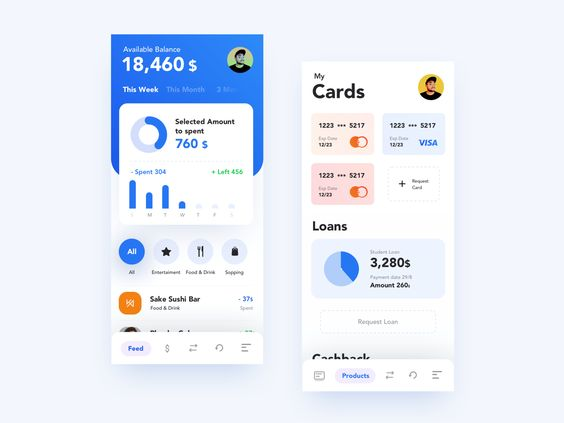 Available Balance
18,460 $
This Week This Month
Selected Amount
to spent
760 $
- Spent 304 + Left 456
S M T W T F S
All
All Entertaiment Food & Drink Sopping
Sake Sushi Bar - 37$
Food & Drink Spent
Feed $
My
Cards
1223 ••• 5217
Exp Date
12/23
1223 ••• 5217
Exp Date
12/23 VISA
1223 ••• 5217
Exp Date
12/23
+ Request
Card
Loans
Student Loan
3,280$
Payment date 29/8
Amount 260$
Request Loan
Cashback
Products